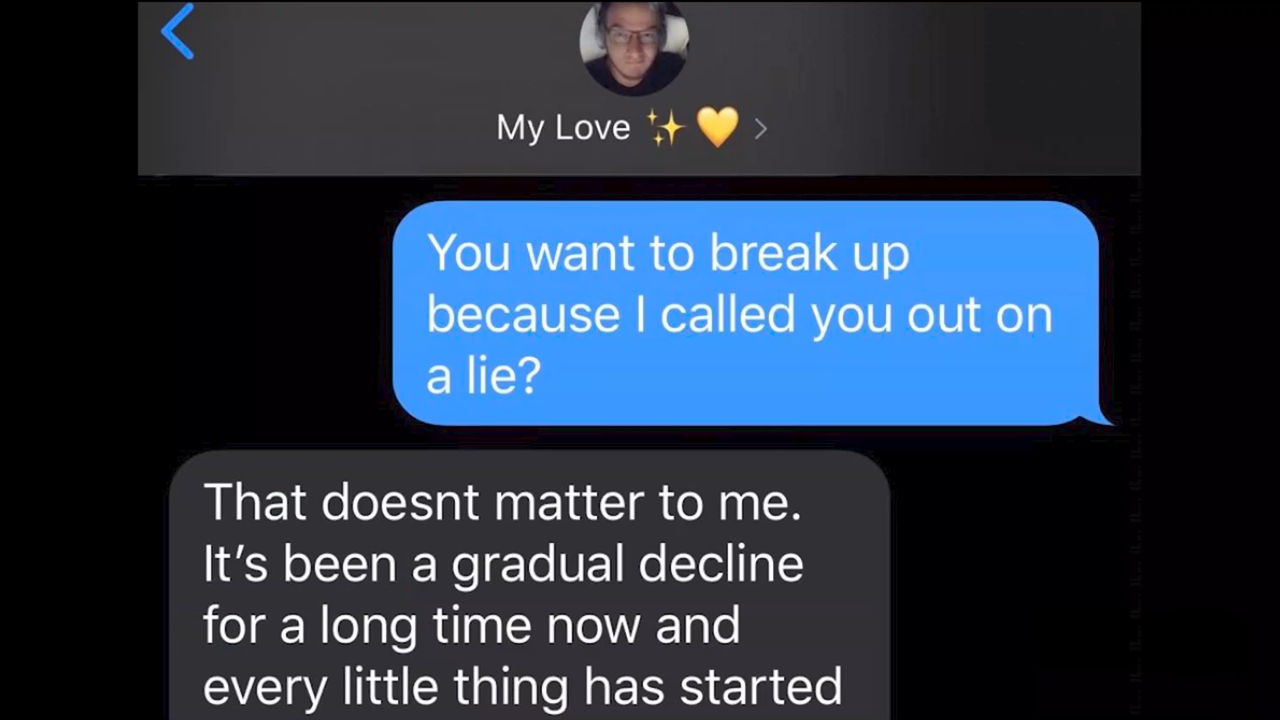 My Love ✨💛
You want to break up
because I called you out on
a lie?
That doesnt matter to me.
It’s been a gradual decline
for a long time now and
every little thing has started